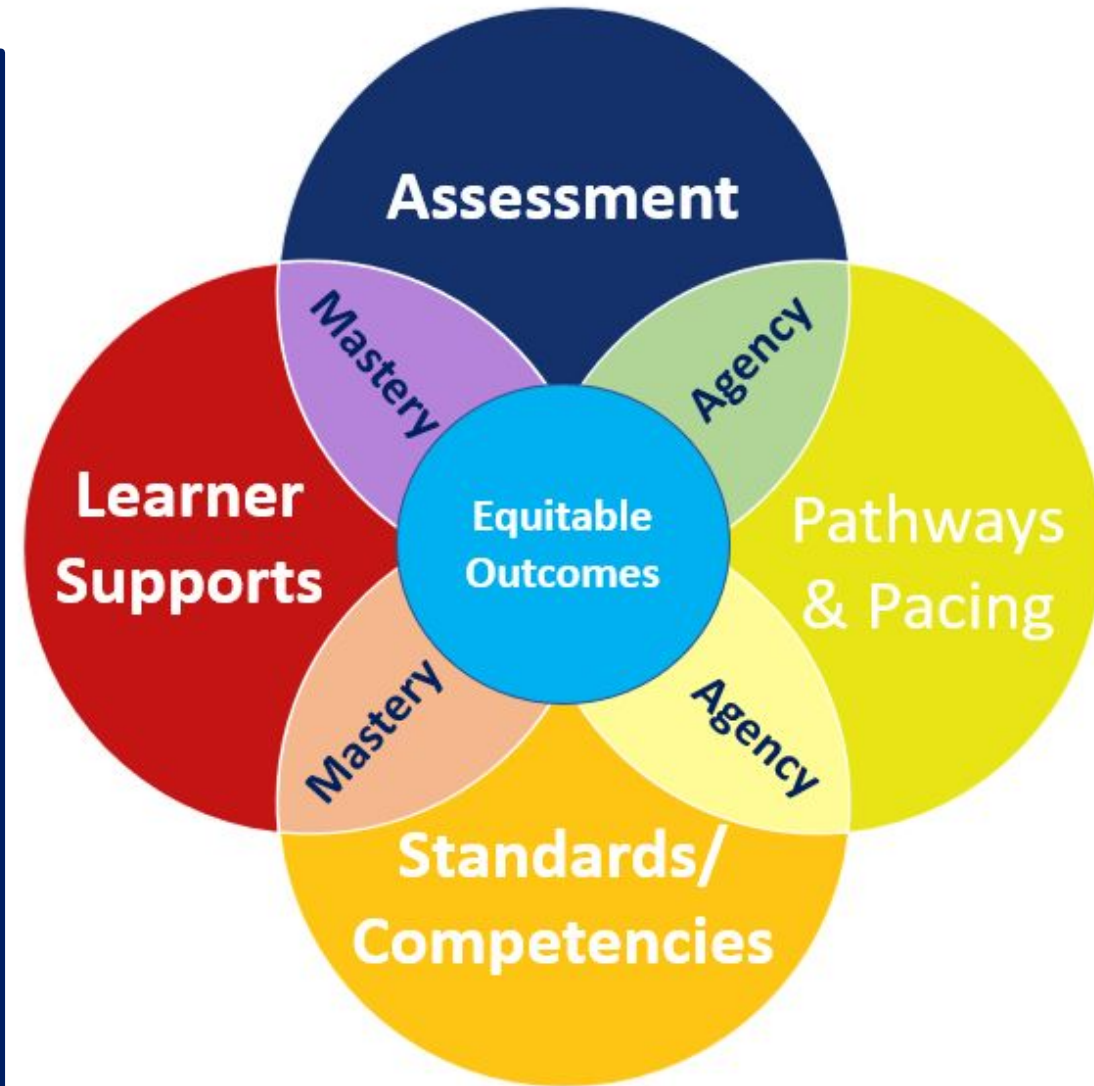 Assessment
Mastery
Agency
Learner
Supports
Equitable
Outcomes
Pathways
& Pacing
Mastery
Agency
Standards/
Competencies